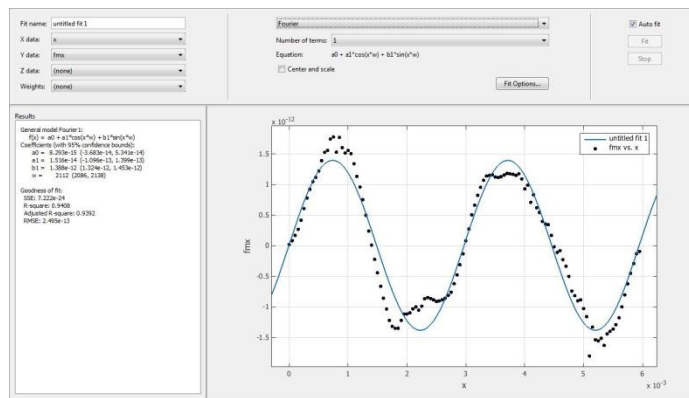 Fit name: untitled fit 1
X data: x
Y data: fmx
Z data: (none)
Weights: (none)
Fourier
Number of terms: 1
Equation: a0 + a1*cos(x*w) + b1*sin(x*w)
Center and scale
Fit Options...
Auto fit
Fit
Stop
Results
General model Fourier1:
f(x) = a0 + a1*cos(x*w) + b1*sin(x*w)
Coefficients (with 95% confidence bounds):
a0 = 8.293e-15 (-3.683e-14, 5.341e-14)
a1 = 1.516e-14 (-1.096e-13, 1.399e-13)
b1 = 1.388e-12 (1.324e-12, 1.453e-12)
w = 2112 (2086, 2138)
Goodness of fit:
SSE: 7.222e-24
R-square: 0.9408
Adjusted R-square: 0.9392
RMSE: 2.495e-13
×10⁻¹²
untitled fit 1
fmx vs. x
1.5
1
0.5
0
-0.5
-1
-1.5
fmx
0 1 2 3 4 5 6
×10⁻³
x